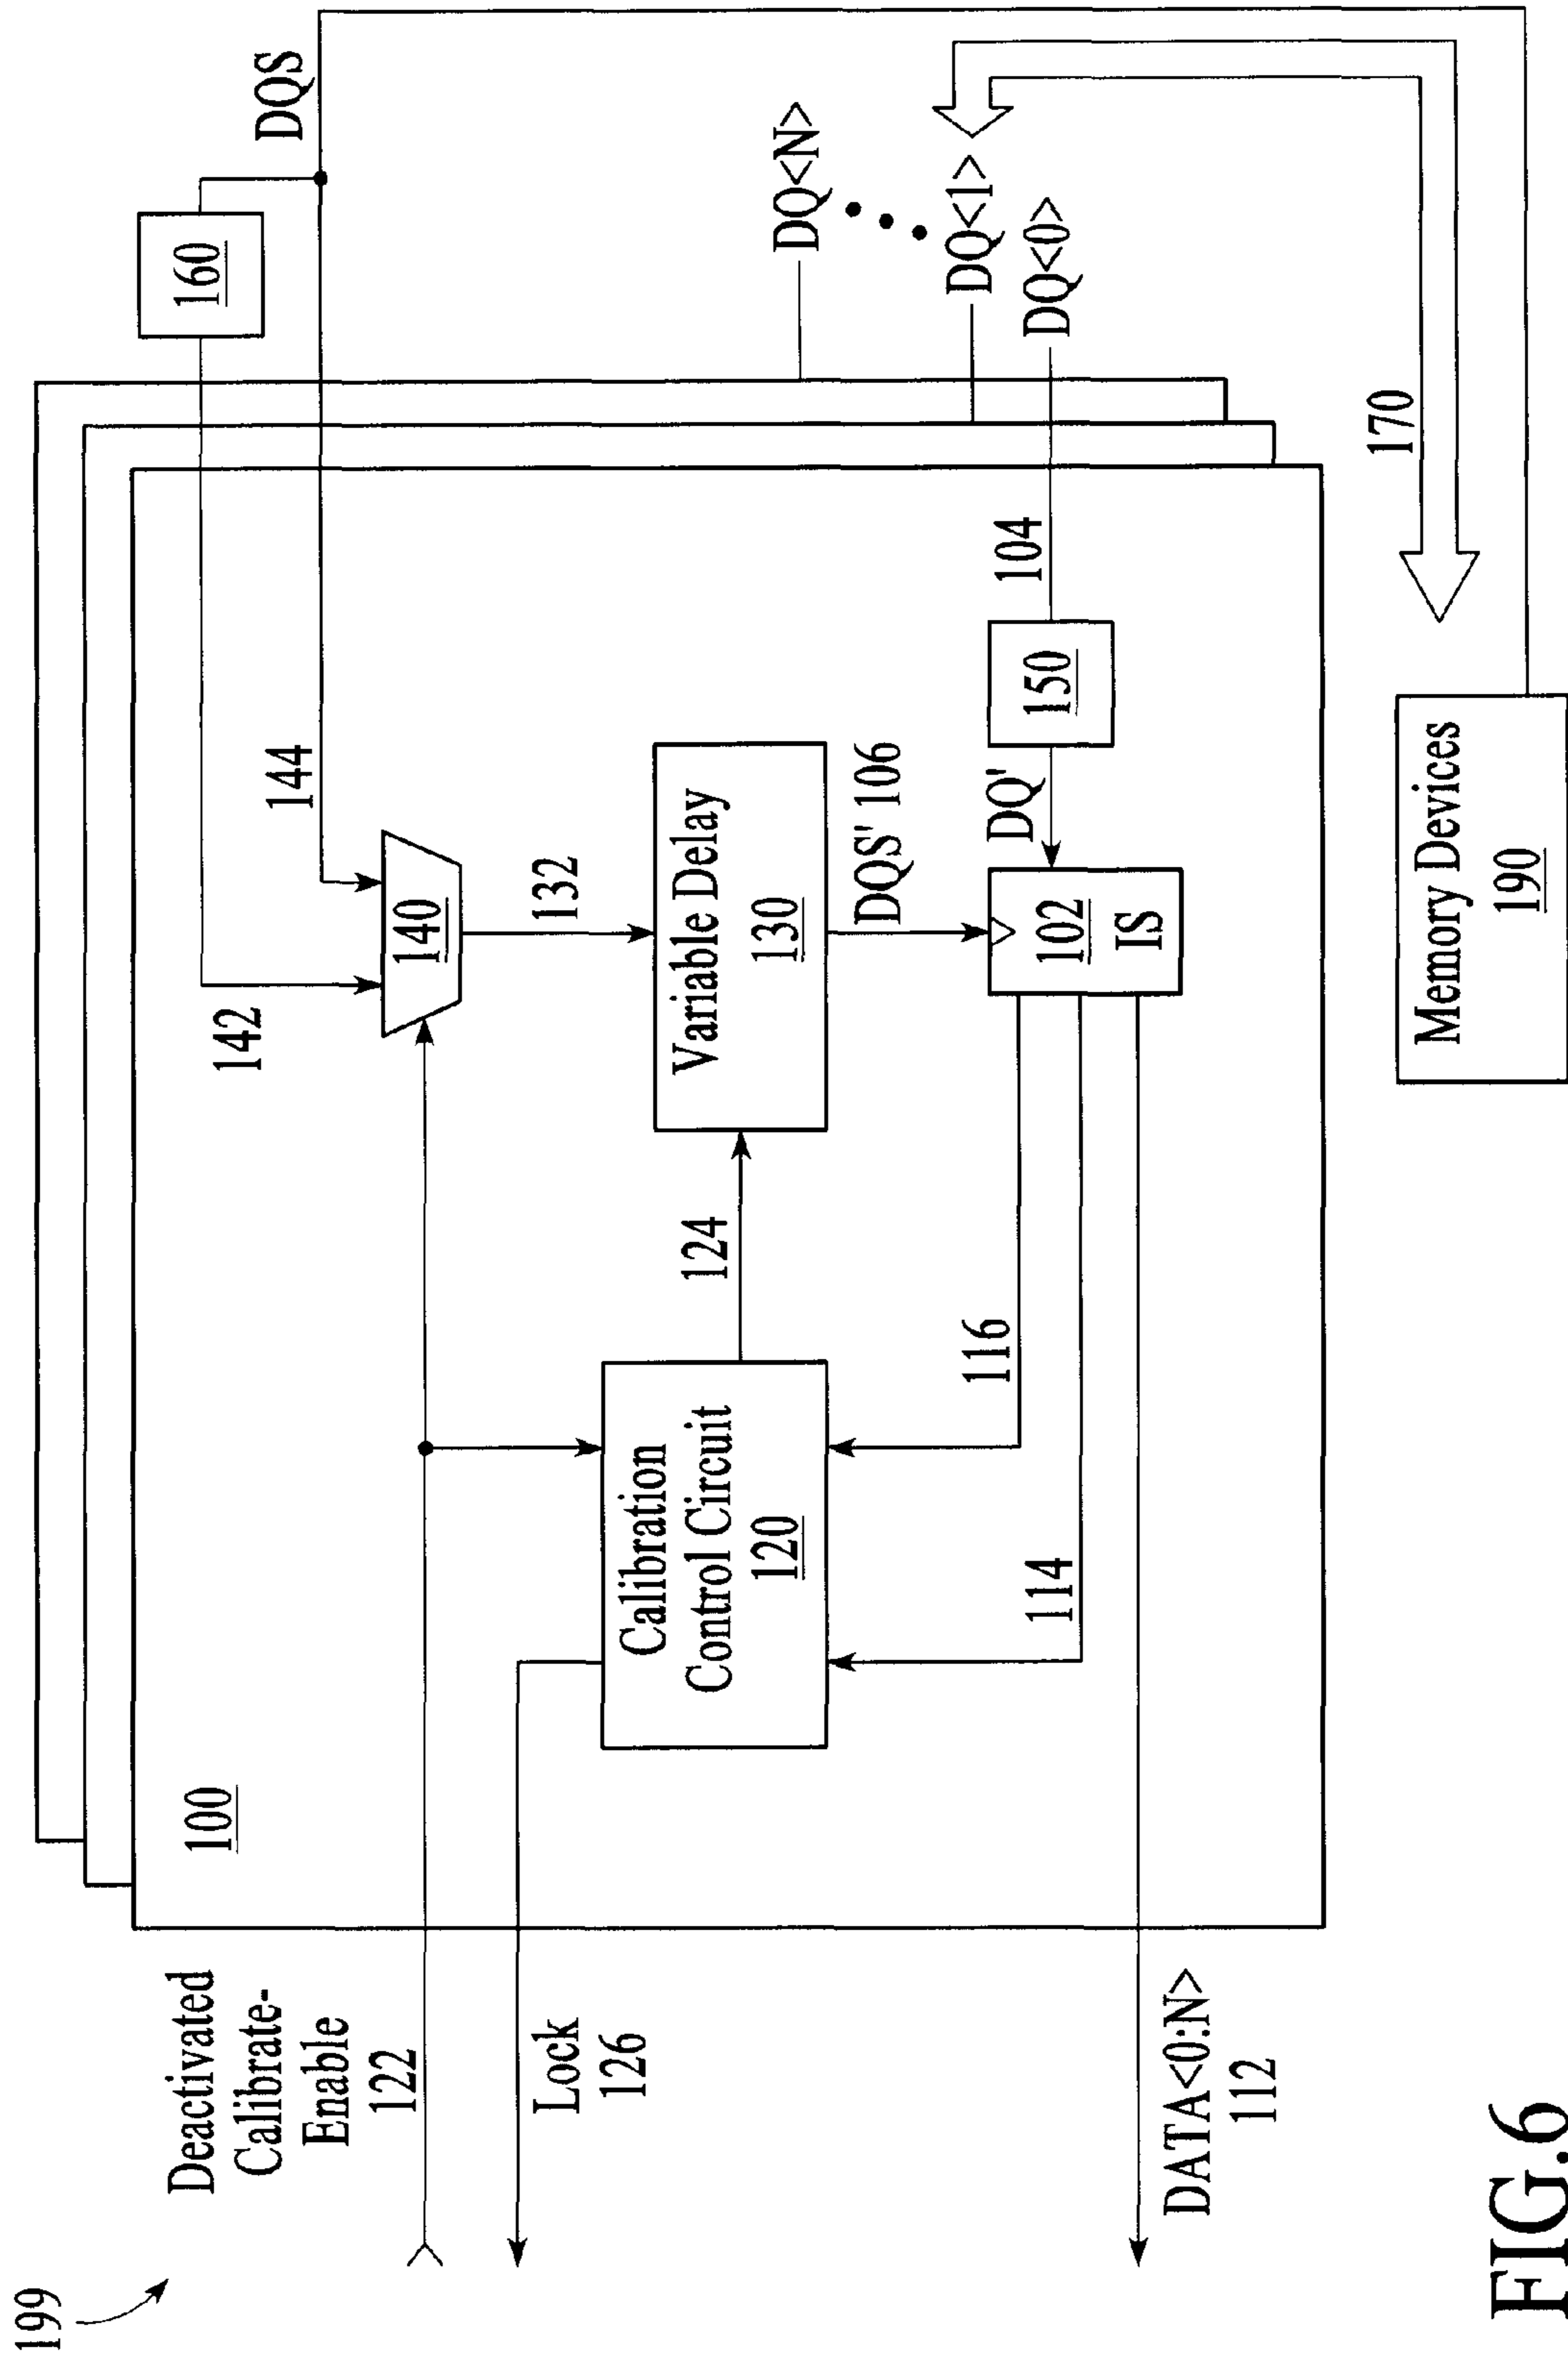 199
Deactivated
Calibrate-
Enable
122
Lock
126
DATA<0:N>
112
100
Calibration
Control Circuit
120
124
116
114
142
144
140
132
Variable Delay
130
DQS' 106
DQ'
102
IS
150
104
160
DQS
DQ<N>
DQ<1>
DQ<0>
170
Memory Devices
190
FIG.6